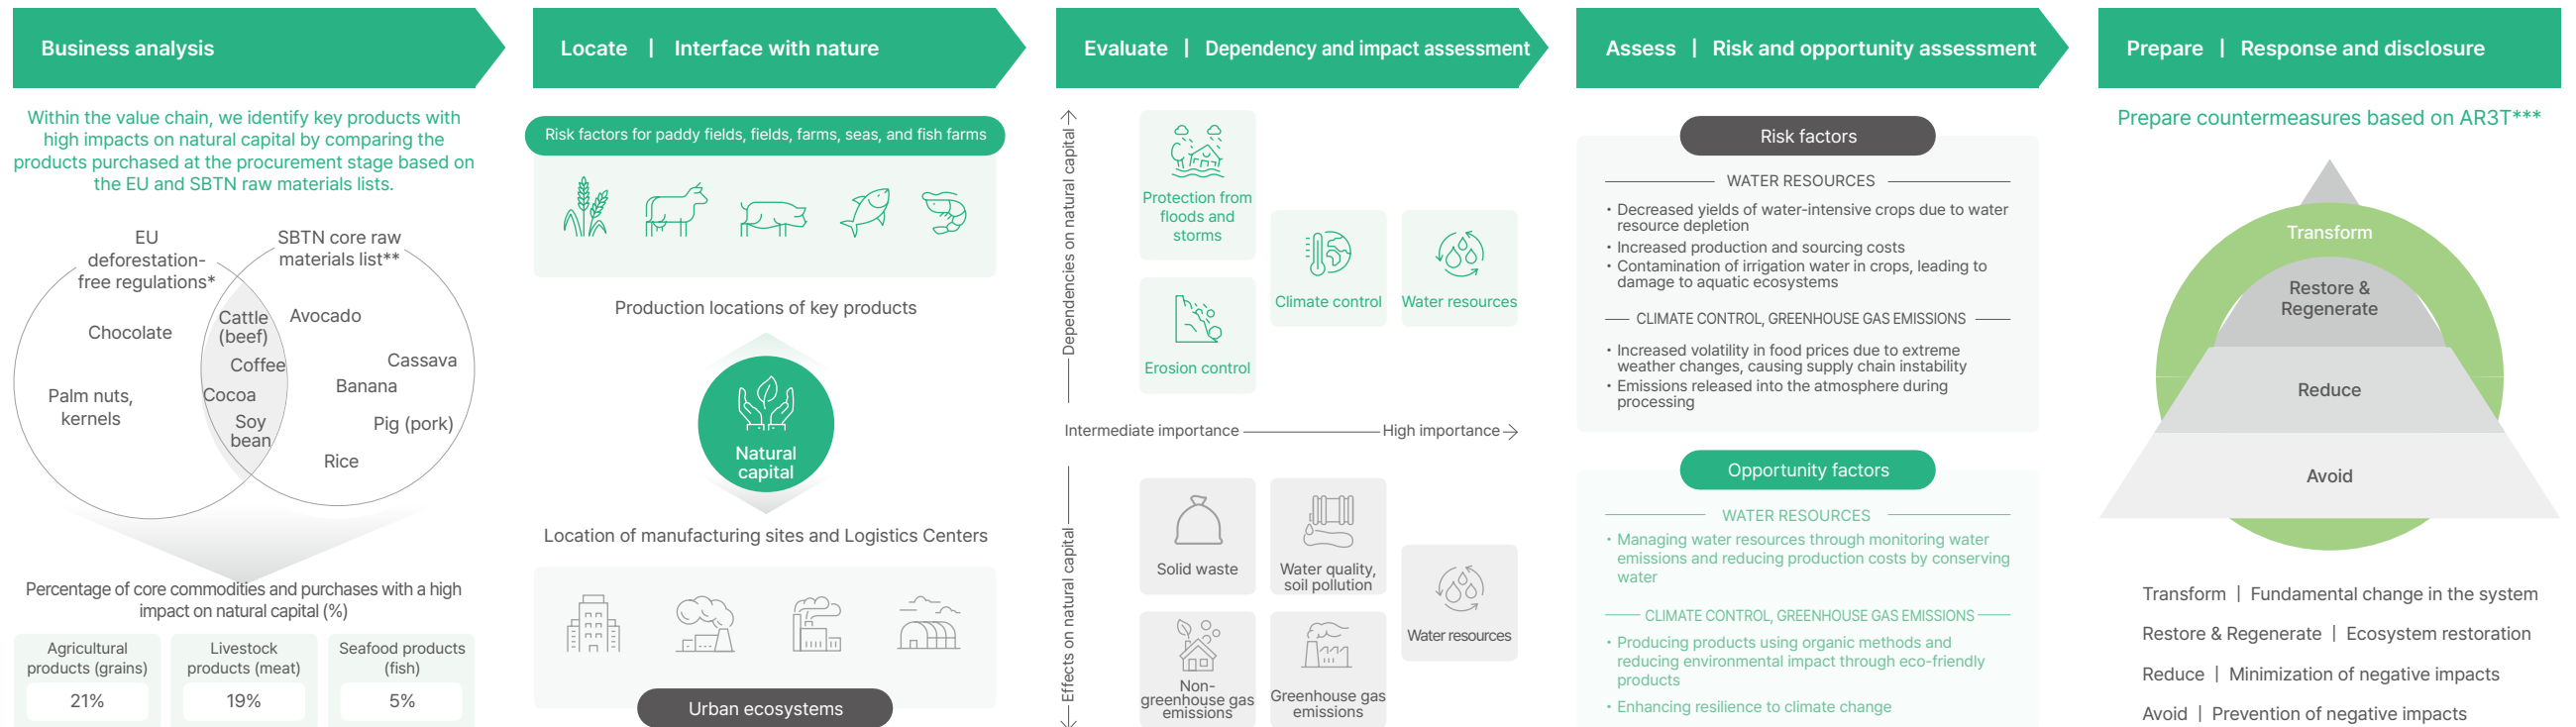 Business analysis
Within the value chain, we identify key products with
high impacts on natural capital by comparing the
products purchased at the procurement stage based on
the EU and SBTN raw materials lists.
EU
deforestation-
free regulations*
SBTN core raw
materials list**
Chocolate
Palm nuts,
kernels
Cattle
(beef)
Coffee
Cocoa
Soy
bean
Avocado
Cassava
Banana
Pig (pork)
Rice
Percentage of core commodities and purchases with a high
impact on natural capital (%)
Agricultural
products (grains)
21%
Livestock
products (meat)
19%
Seafood products
(fish)
5%
Locate | Interface with nature
Risk factors for paddy fields, fields, farms, seas, and fish farms
Production locations of key products
Natural
capital
Location of manufacturing sites and Logistics Centers
Urban ecosystems
Evaluate | Dependency and impact assessment
Dependencies on natural capital
Protection from
floods and
storms
Erosion control
Climate control
Water resources
Intermediate importance
High importance
Effects on natural capital
Solid waste
Water quality,
soil pollution
Water resources
Non-
greenhouse gas
emissions
Greenhouse gas
emissions
Assess | Risk and opportunity assessment
Risk factors
WATER RESOURCES
• Decreased yields of water-intensive crops due to water
resource depletion
• Increased production and sourcing costs
• Contamination of irrigation water in crops, leading to
damage to aquatic ecosystems
CLIMATE CONTROL, GREENHOUSE GAS EMISSIONS
• Increased volatility in food prices due to extreme
weather changes, causing supply chain instability
• Emissions released into the atmosphere during
processing
Opportunity factors
WATER RESOURCES
• Managing water resources through monitoring water
emissions and reducing production costs by conserving
water
CLIMATE CONTROL, GREENHOUSE GAS EMISSIONS
• Producing products using organic methods and
reducing environmental impact through eco-friendly
products
• Enhancing resilience to climate change
Prepare | Response and disclosure
Prepare countermeasures based on AR3T***
Transform
Restore &
Regenerate
Reduce
Avoid
Transform | Fundamental change in the system
Restore & Regenerate | Ecosystem restoration
Reduce | Minimization of negative impacts
Avoid | Prevention of negative impacts